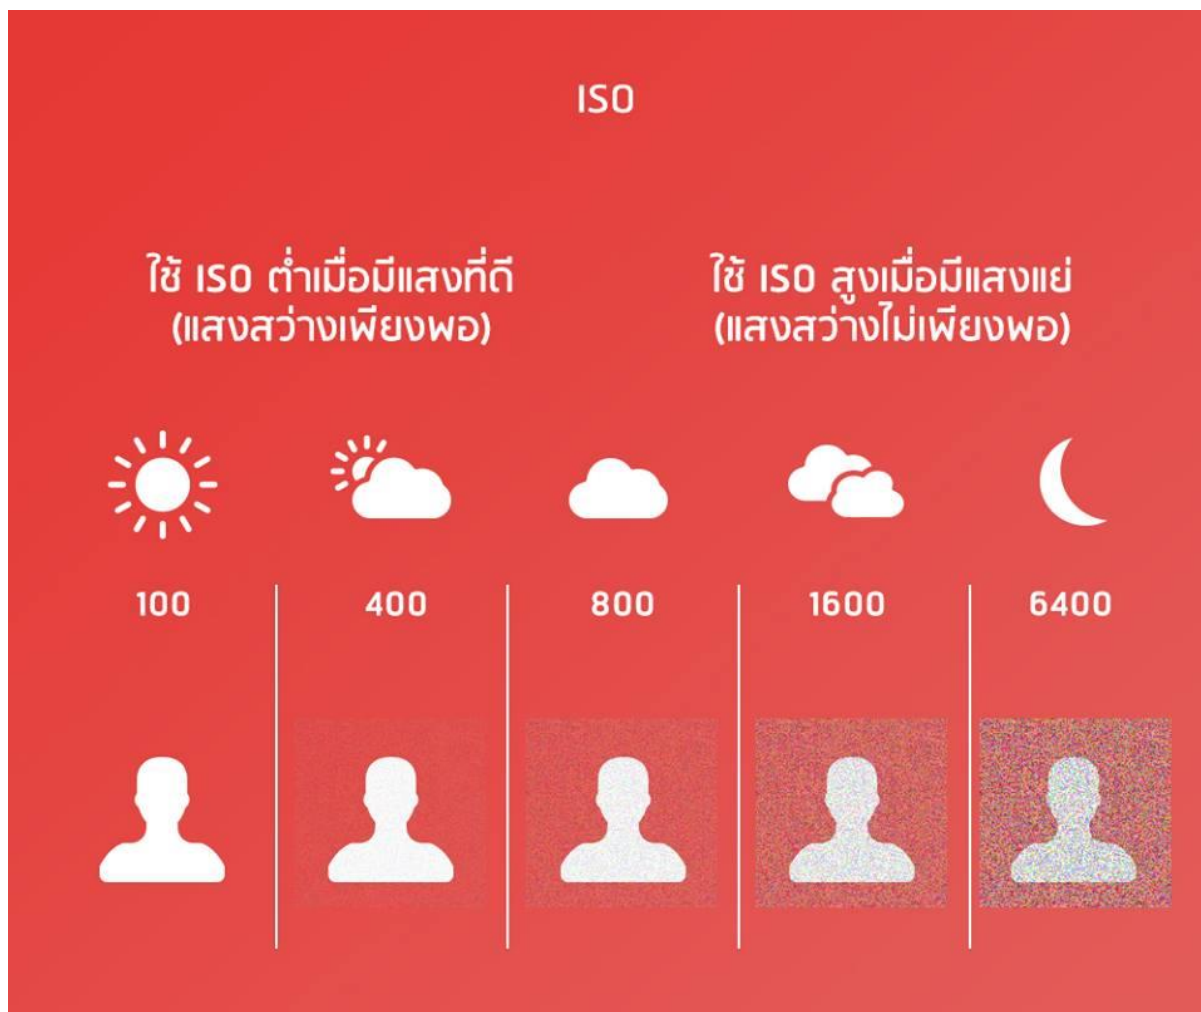 ISO
ใช้ ISO ต่ำเมื่อมีแสงที่ดี
(แสงสว่างเพียงพอ)
ใช้ ISO สูงเมื่อมีแสงแย่
(แสงสว่างไม่เพียงพอ)
100 400 800 1600 6400